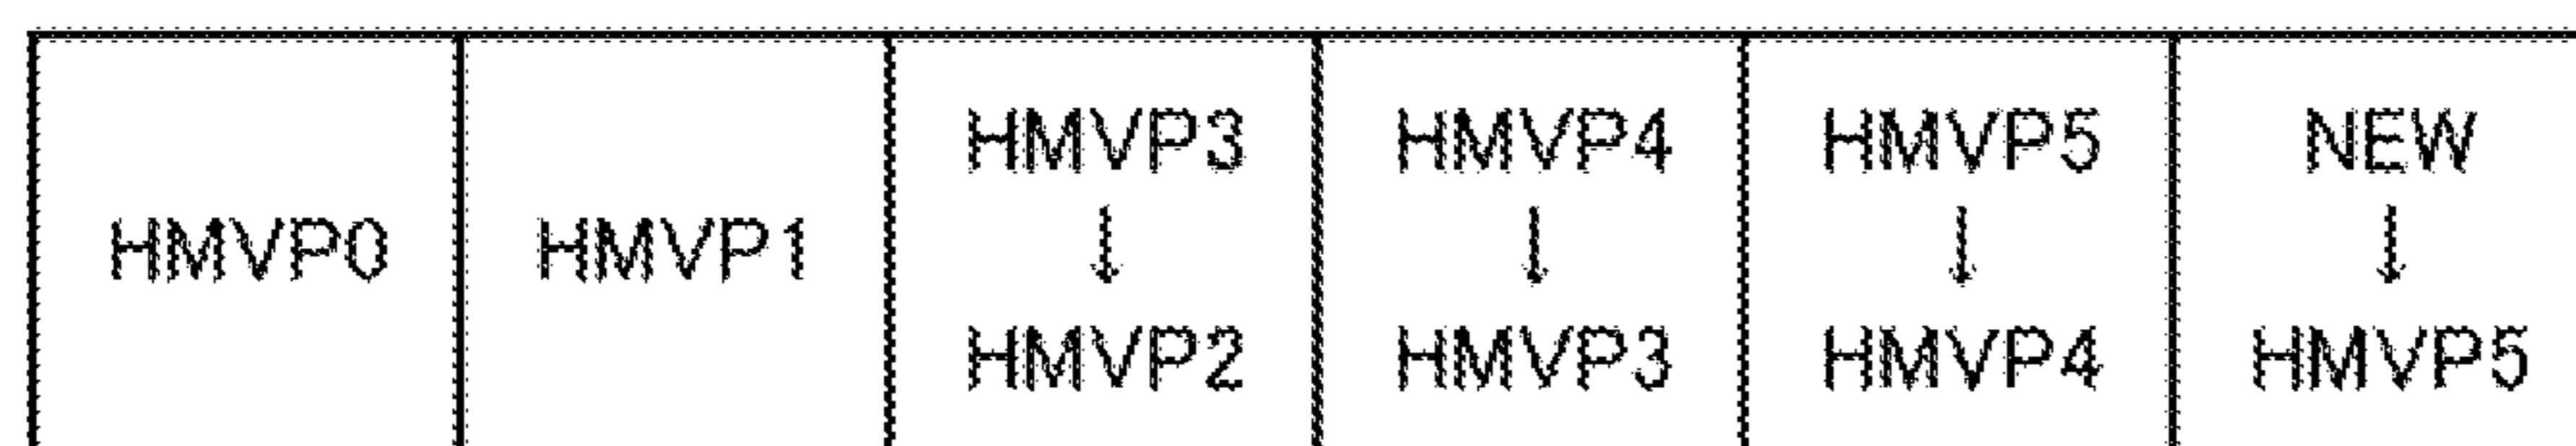 HMVP0
HMVP1
HMVP3
↓
HMVP2
HMVP4
↓
HMVP3
HMVP5
↓
HMVP4
NEW
↓
HMVP5